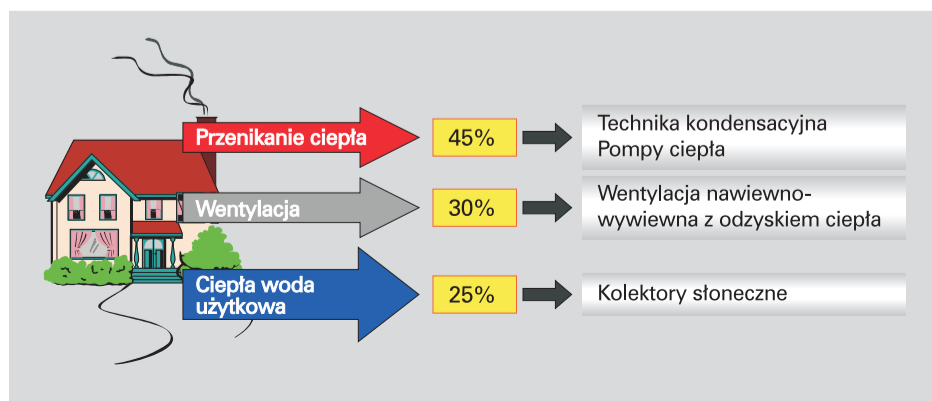 Przenikanie ciepła
45%
Technika kondensacyjna
Pompy ciepła
Wentylacja
30%
Wentylacja nawiewno-
wywiewna z odzyskiem ciepła
Ciepła woda
użytkowa
25%
Kolektory słoneczne